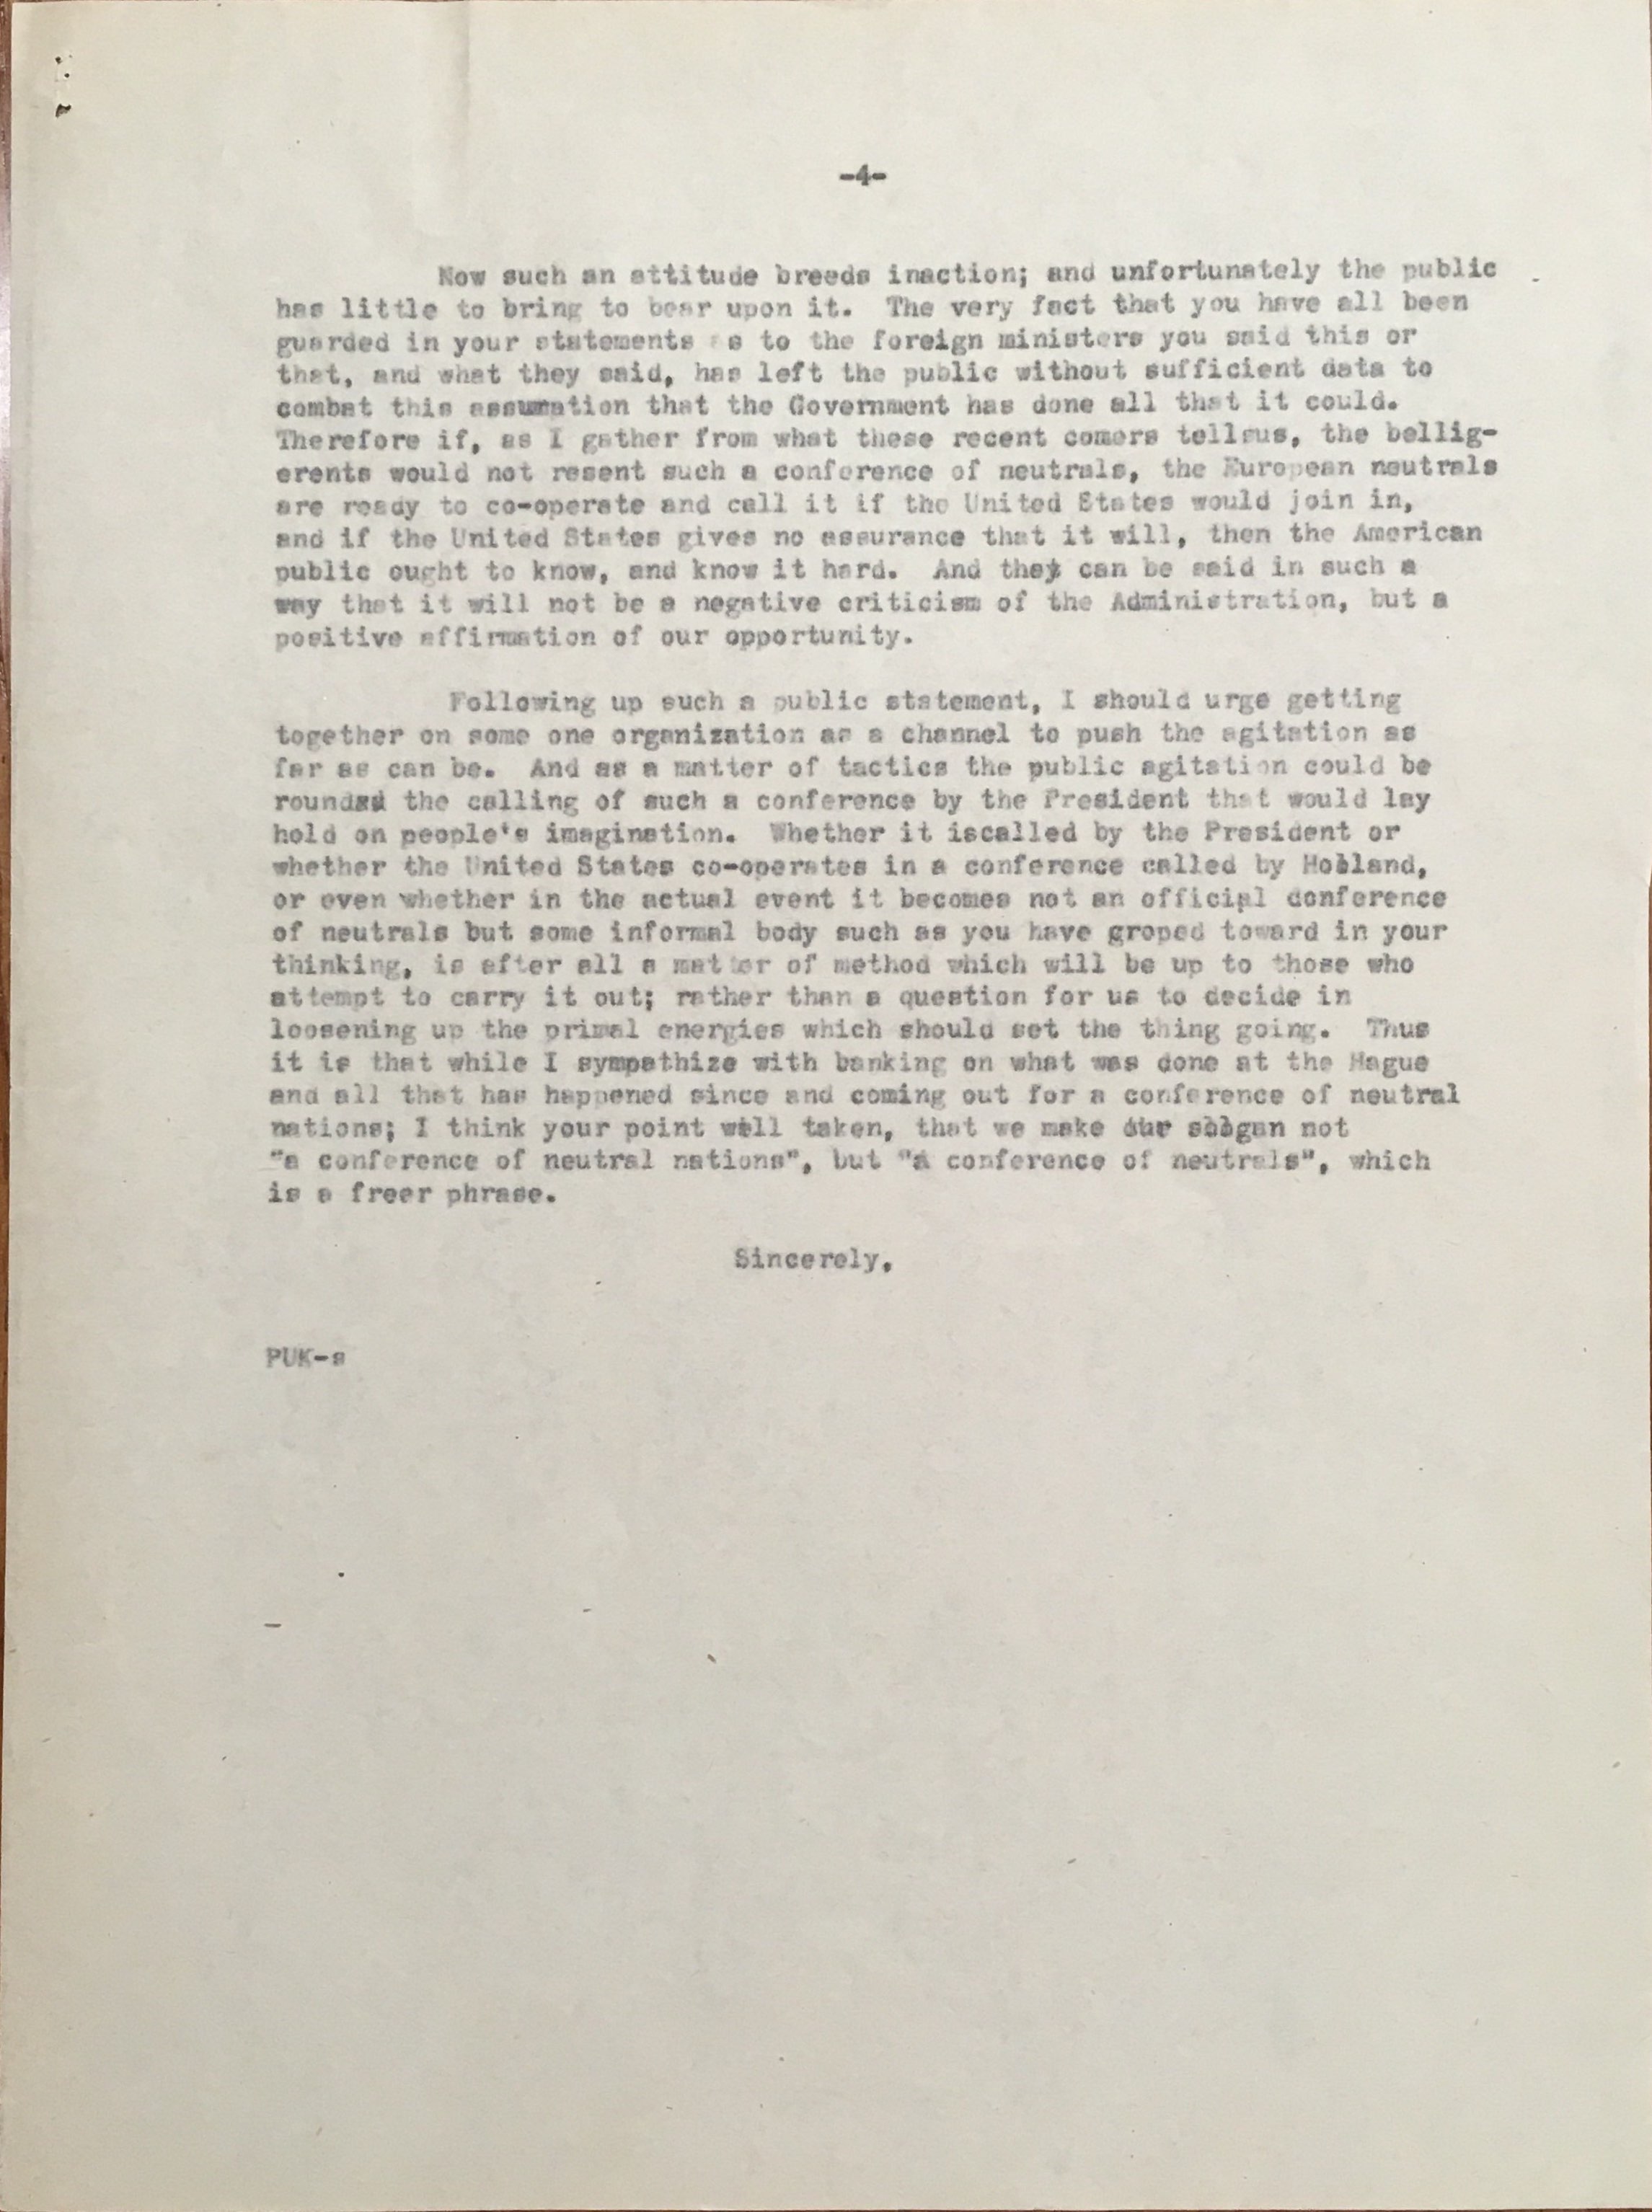 -4-
Now such an attitude breeds inaction; and unfortunately the public
has little to bring to bear upon it. The very fact that you have all been
guarded in your statements as to the foreign ministers you said this or
that, and what they said, has left the public without sufficient data to
combat this assumation that the Government has done all that it could.
Therefore if, as I gather from what these recent comers tellsus, the bellig-
erents would not resent such a conference of neutrals, the European neutrals
are ready to co-operate and call it if the United States would join in,
and if the United States gives no assurance that it will, then the American
public ought to know, and know it hard. And they can be said in such a
way that it will not be a negative criticism of the Administration, but a
positive affirmation of our opportunity.
Following up such a public statement, I should urge getting
together on some one organization as a channel to push the agitation as
far as can be. And as a matter of tactics the public agitation could be
rounded the calling of such a conference by the President that would lay
hold on people's imagination. Whether it iscalled by the President or
whether the United States co-operates in a conference called by Holland,
or even whether in the actual event it becomes not an official conference
of neutrals but some informal body such as you have groped toward in your
thinking, is after all a matter of method which will be up to those who
attempt to carry it out; rather than a question for us to decide in
loosening up the primal energies which should set the thing going. Thus
it is that while I sympathize with banking on what was done at the Hague
and all that has happened since and coming out for a conference of neutral
nations; I think your point well taken, that we make our slogan not
"a conference of neutral nations", but "a conference of neutrals", which
is a freer phrase.
Sincerely,
PUK-s